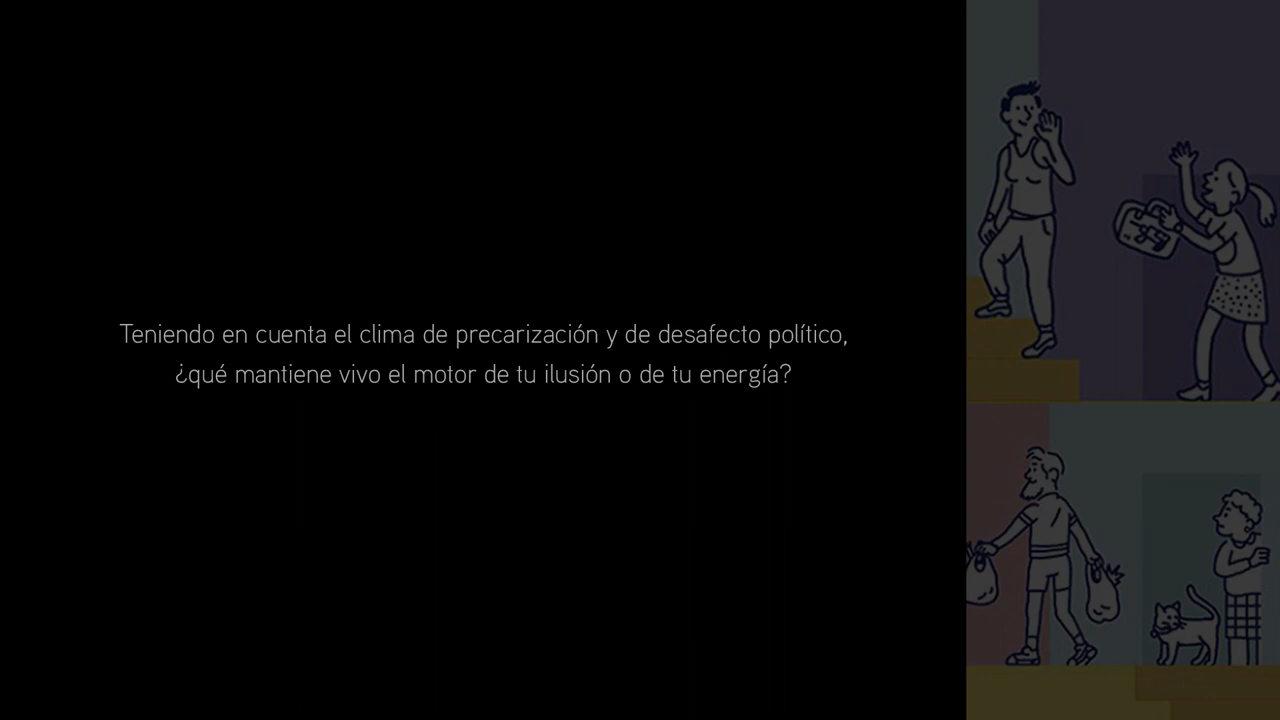 Teniendo en cuenta el clima de precarización y de desafecto político,
¿qué mantiene vivo el motor de tu ilusión o de tu energía?